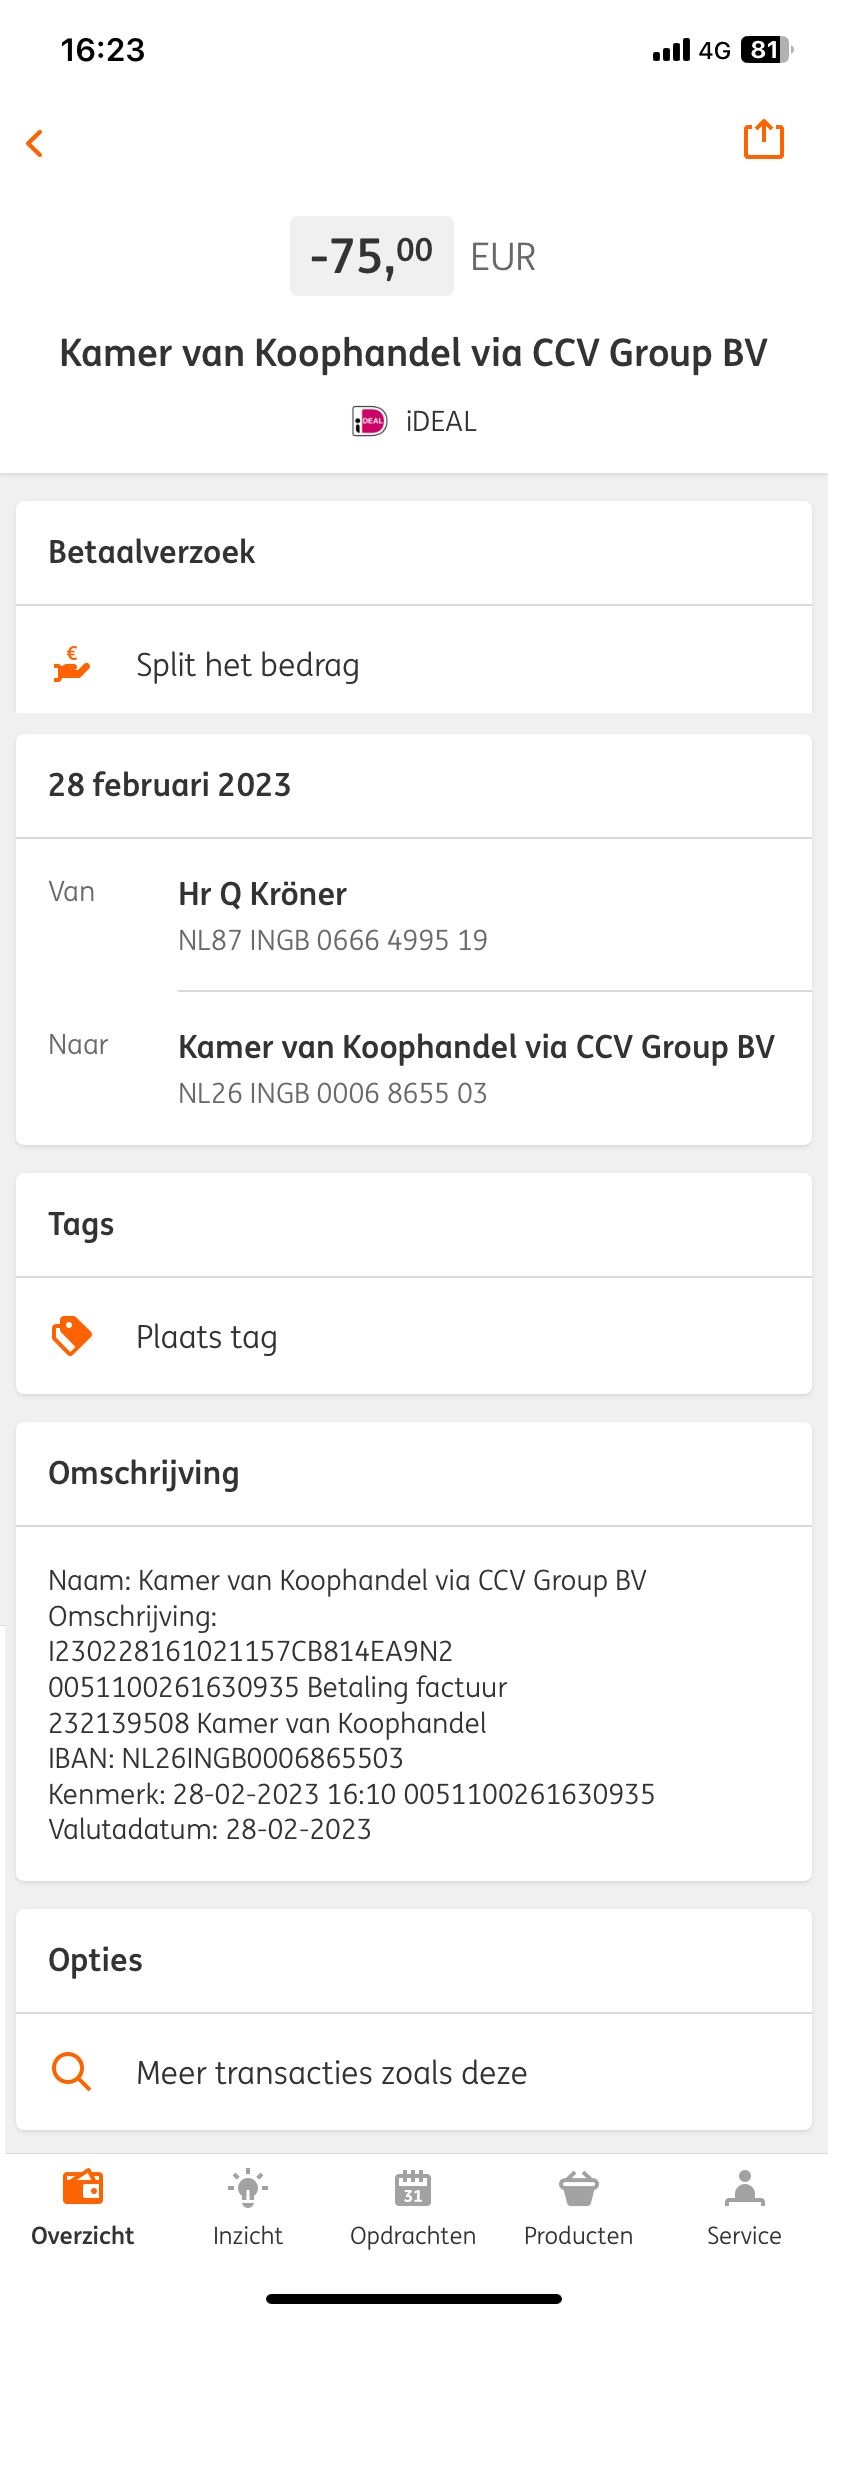 16:23
4G 81
-75,00 EUR
Kamer van Koophandel via CCV Group BV
iDEAL iDEAL
Betaalverzoek
€
Split het bedrag
28 februari 2023
Van Hr Q Kröner
NL87 INGB 0666 4995 19
Naar Kamer van Koophandel via CCV Group BV
NL26 INGB 0006 8655 03
Tags
Plaats tag
Omschrijving
Naam: Kamer van Koophandel via CCV Group BV
Omschrijving:
I230228161021157CB814EA9N2
0051100261630935 Betaling factuur
232139508 Kamer van Koophandel
IBAN: NL26INGB0006865503
Kenmerk: 28-02-2023 16:10 0051100261630935
Valutadatum: 28-02-2023
Opties
Meer transacties zoals deze
31
Overzicht Inzicht Opdrachten Producten Service